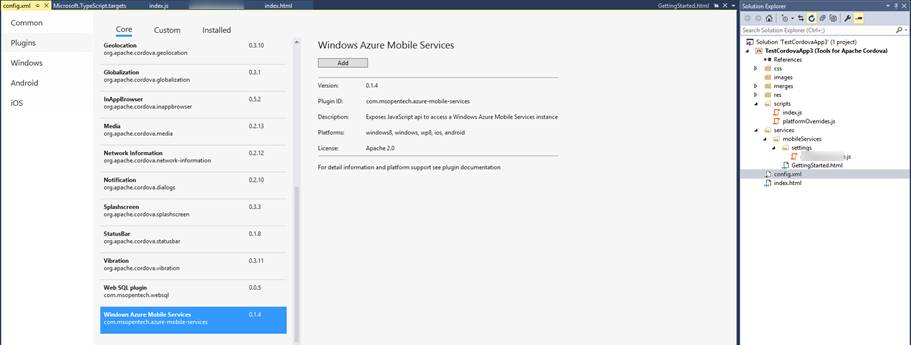 config.xml
Microsoft.TypeScript.targets
index.js
index.html
GettingStarted.html
Common
Plugins
Windows
Android
iOS
Core
Custom
Installed
Geolocation
0.3.10
org.apache.cordova.geolocation
Globalization
0.3.1
org.apache.cordova.globalization
InAppBrowser
0.5.2
org.apache.cordova.inappbrowser
Media
0.2.13
org.apache.cordova.media
Network Information
0.2.12
org.apache.cordova.network-information
Notification
0.2.10
org.apache.cordova.dialogs
Splashscreen
0.3.3
org.apache.cordova.splashscreen
StatusBar
0.1.8
org.apache.cordova.statusbar
Vibration
0.3.11
org.apache.cordova.vibration
Web SQL plugin
0.0.5
com.msopentech.websql
Windows Azure Mobile Services
0.1.4
com.msopentech.azure-mobile-services
Windows Azure Mobile Services
Add
Version: 0.1.4
Plugin ID: com.msopentech.azure-mobile-services
Description: Exposes JavaScript api to access a Windows Azure Mobile Services instance
Platforms: windows8, windows, wp8, ios, android
License: Apache 2.0
For detail information and platform support see plugin documentation
Solution Explorer
Search Solution Explorer (Ctrl+;)
Solution 'TestCordovaApp3' (1 project)
TestCordovaApp3 (Tools for Apache Cordova)
References
css
images
merges
res
scripts
index.js
platformOverrides.js
services
mobileServices
settings
.js
GettingStarted.html
config.xml
index.html